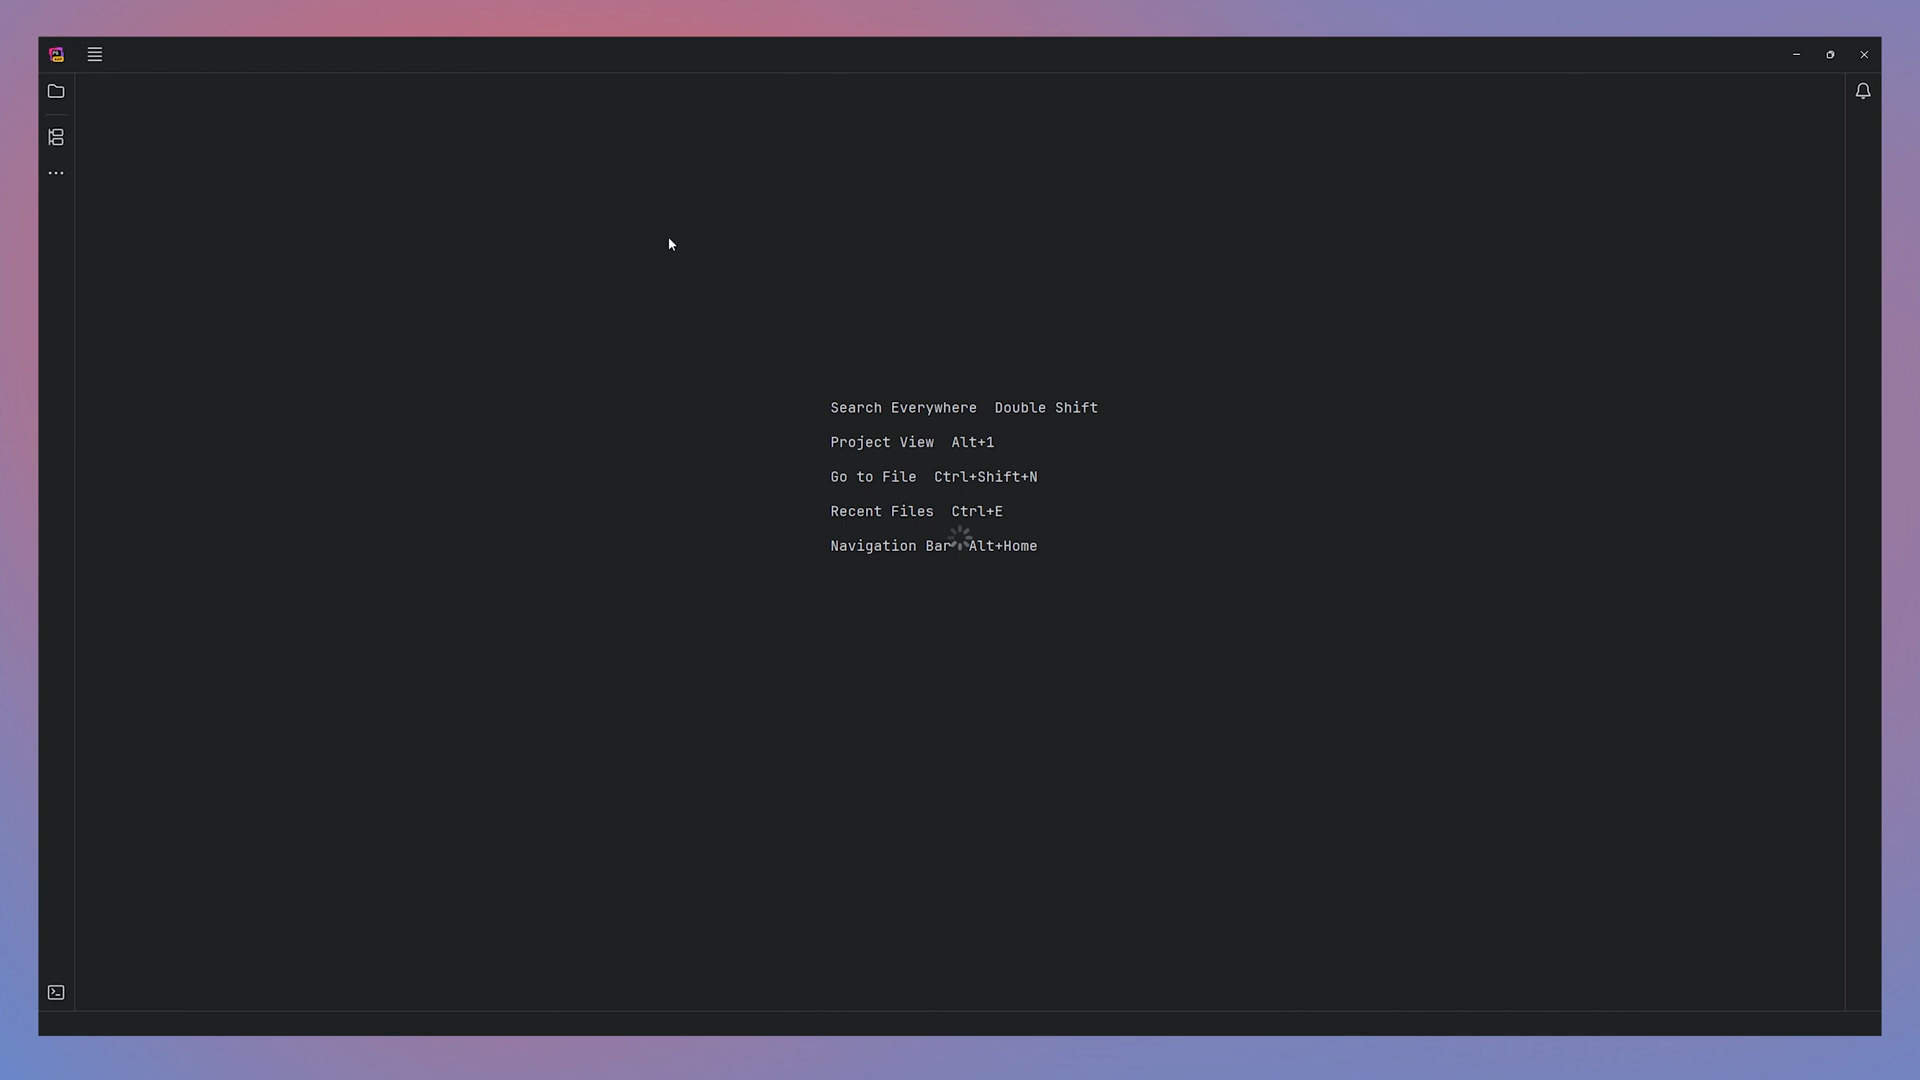 Search Everywhere Double Shift
Project View Alt+1
Go to File Ctrl+Shift+N
Recent Files Ctrl+E
Navigation Bar Alt+Home